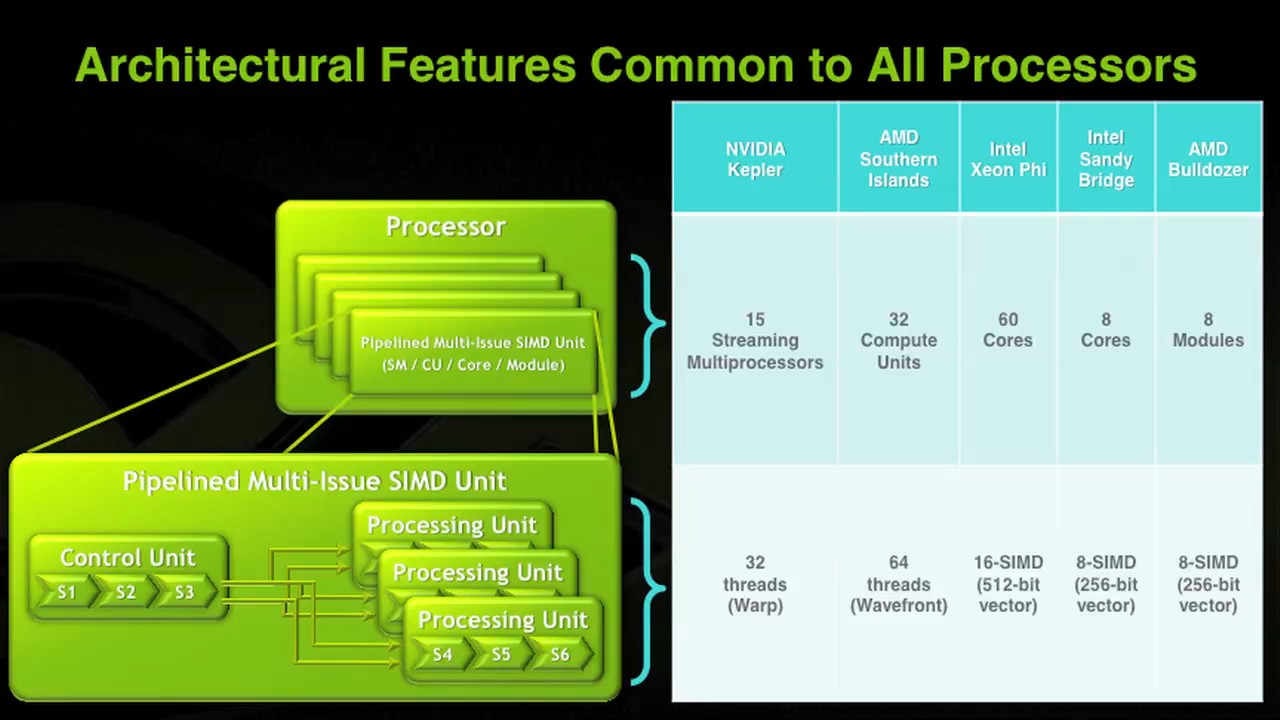 Architectural Features Common to All Processors
Processor
Pipelined Multi-Issue SIMD Unit
(SM / CU / Core / Module)
Pipelined Multi-Issue SIMD Unit
Control Unit
S1 S2 S3
Processing Unit
Processing Unit
Processing Unit
S4 S5 S6
NVIDIA
Kepler
AMD
Southern
Islands
Intel
Xeon Phi
Intel
Sandy
Bridge
AMD
Bulldozer
15
Streaming
Multiprocessors
32
Compute
Units
60
Cores
8
Cores
8
Modules
32
threads
(Warp)
64
threads
(Wavefront)
16-SIMD
(512-bit
vector)
8-SIMD
(256-bit
vector)
8-SIMD
(256-bit
vector)